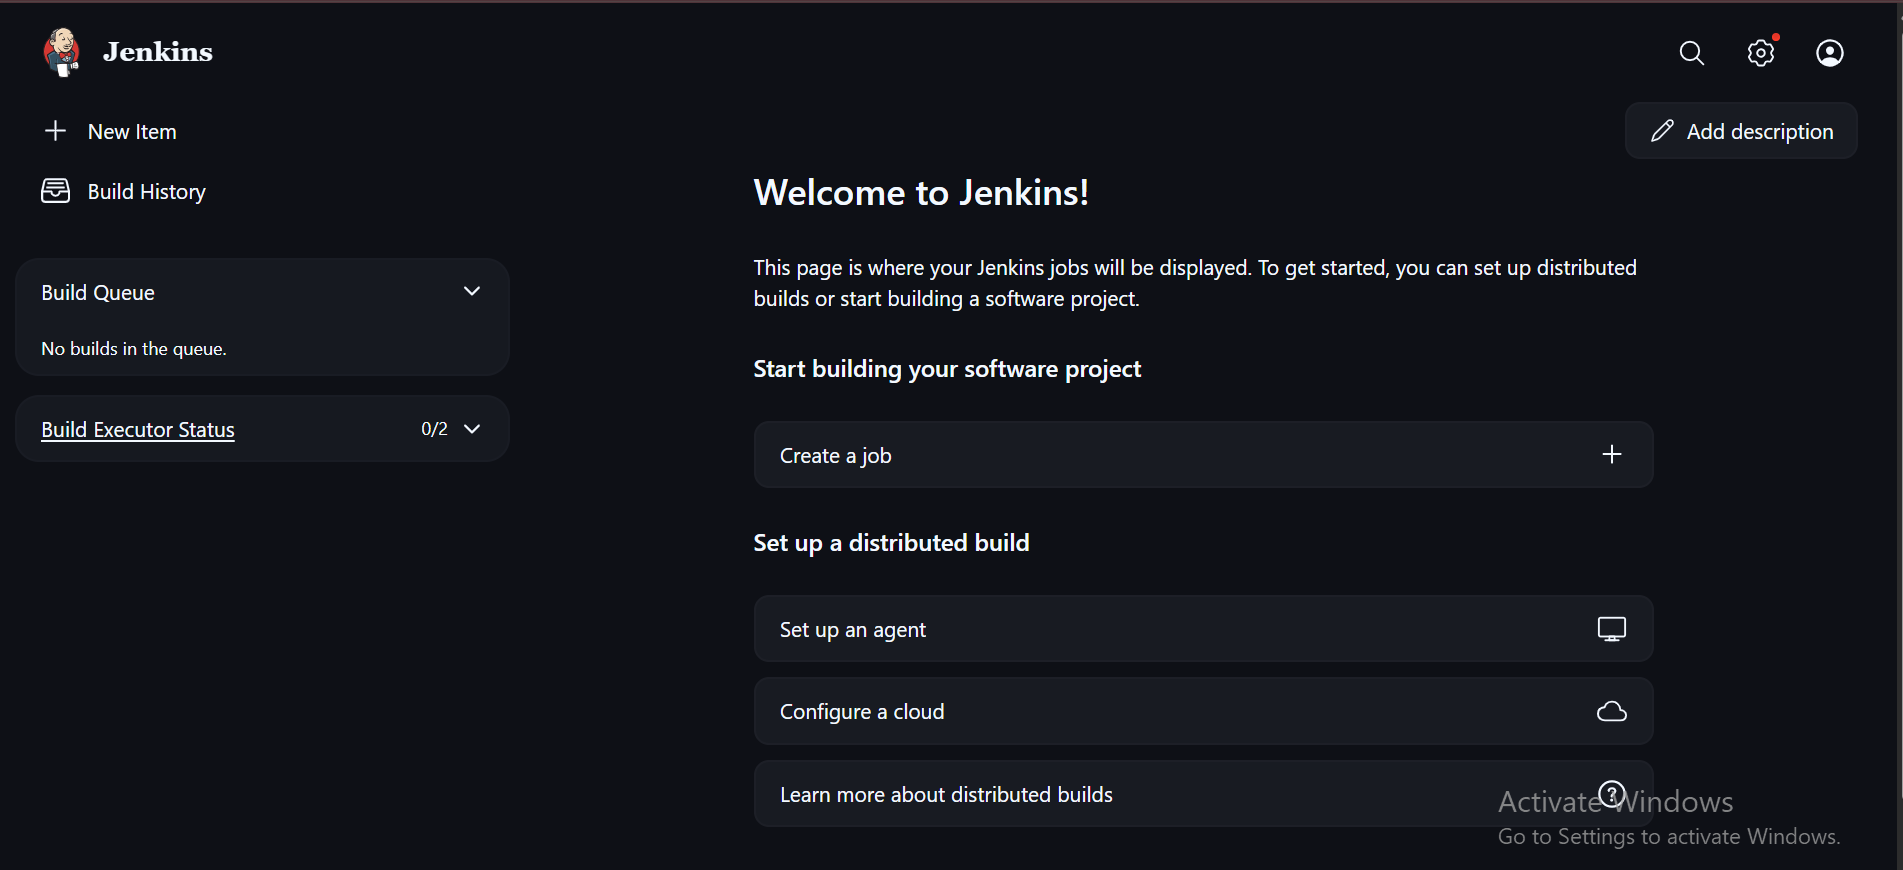 Jenkins
New Item
Build History
Add description
Build Queue
No builds in the queue.
Build Executor Status
0/2
Welcome to Jenkins!
This page is where your Jenkins jobs will be displayed. To get started, you can set up distributed
builds or start building a software project.
Start building your software project
Create a job
Set up a distributed build
Set up an agent
Configure a cloud
Learn more about distributed builds
Activate Windows
Go to Settings to activate Windows.